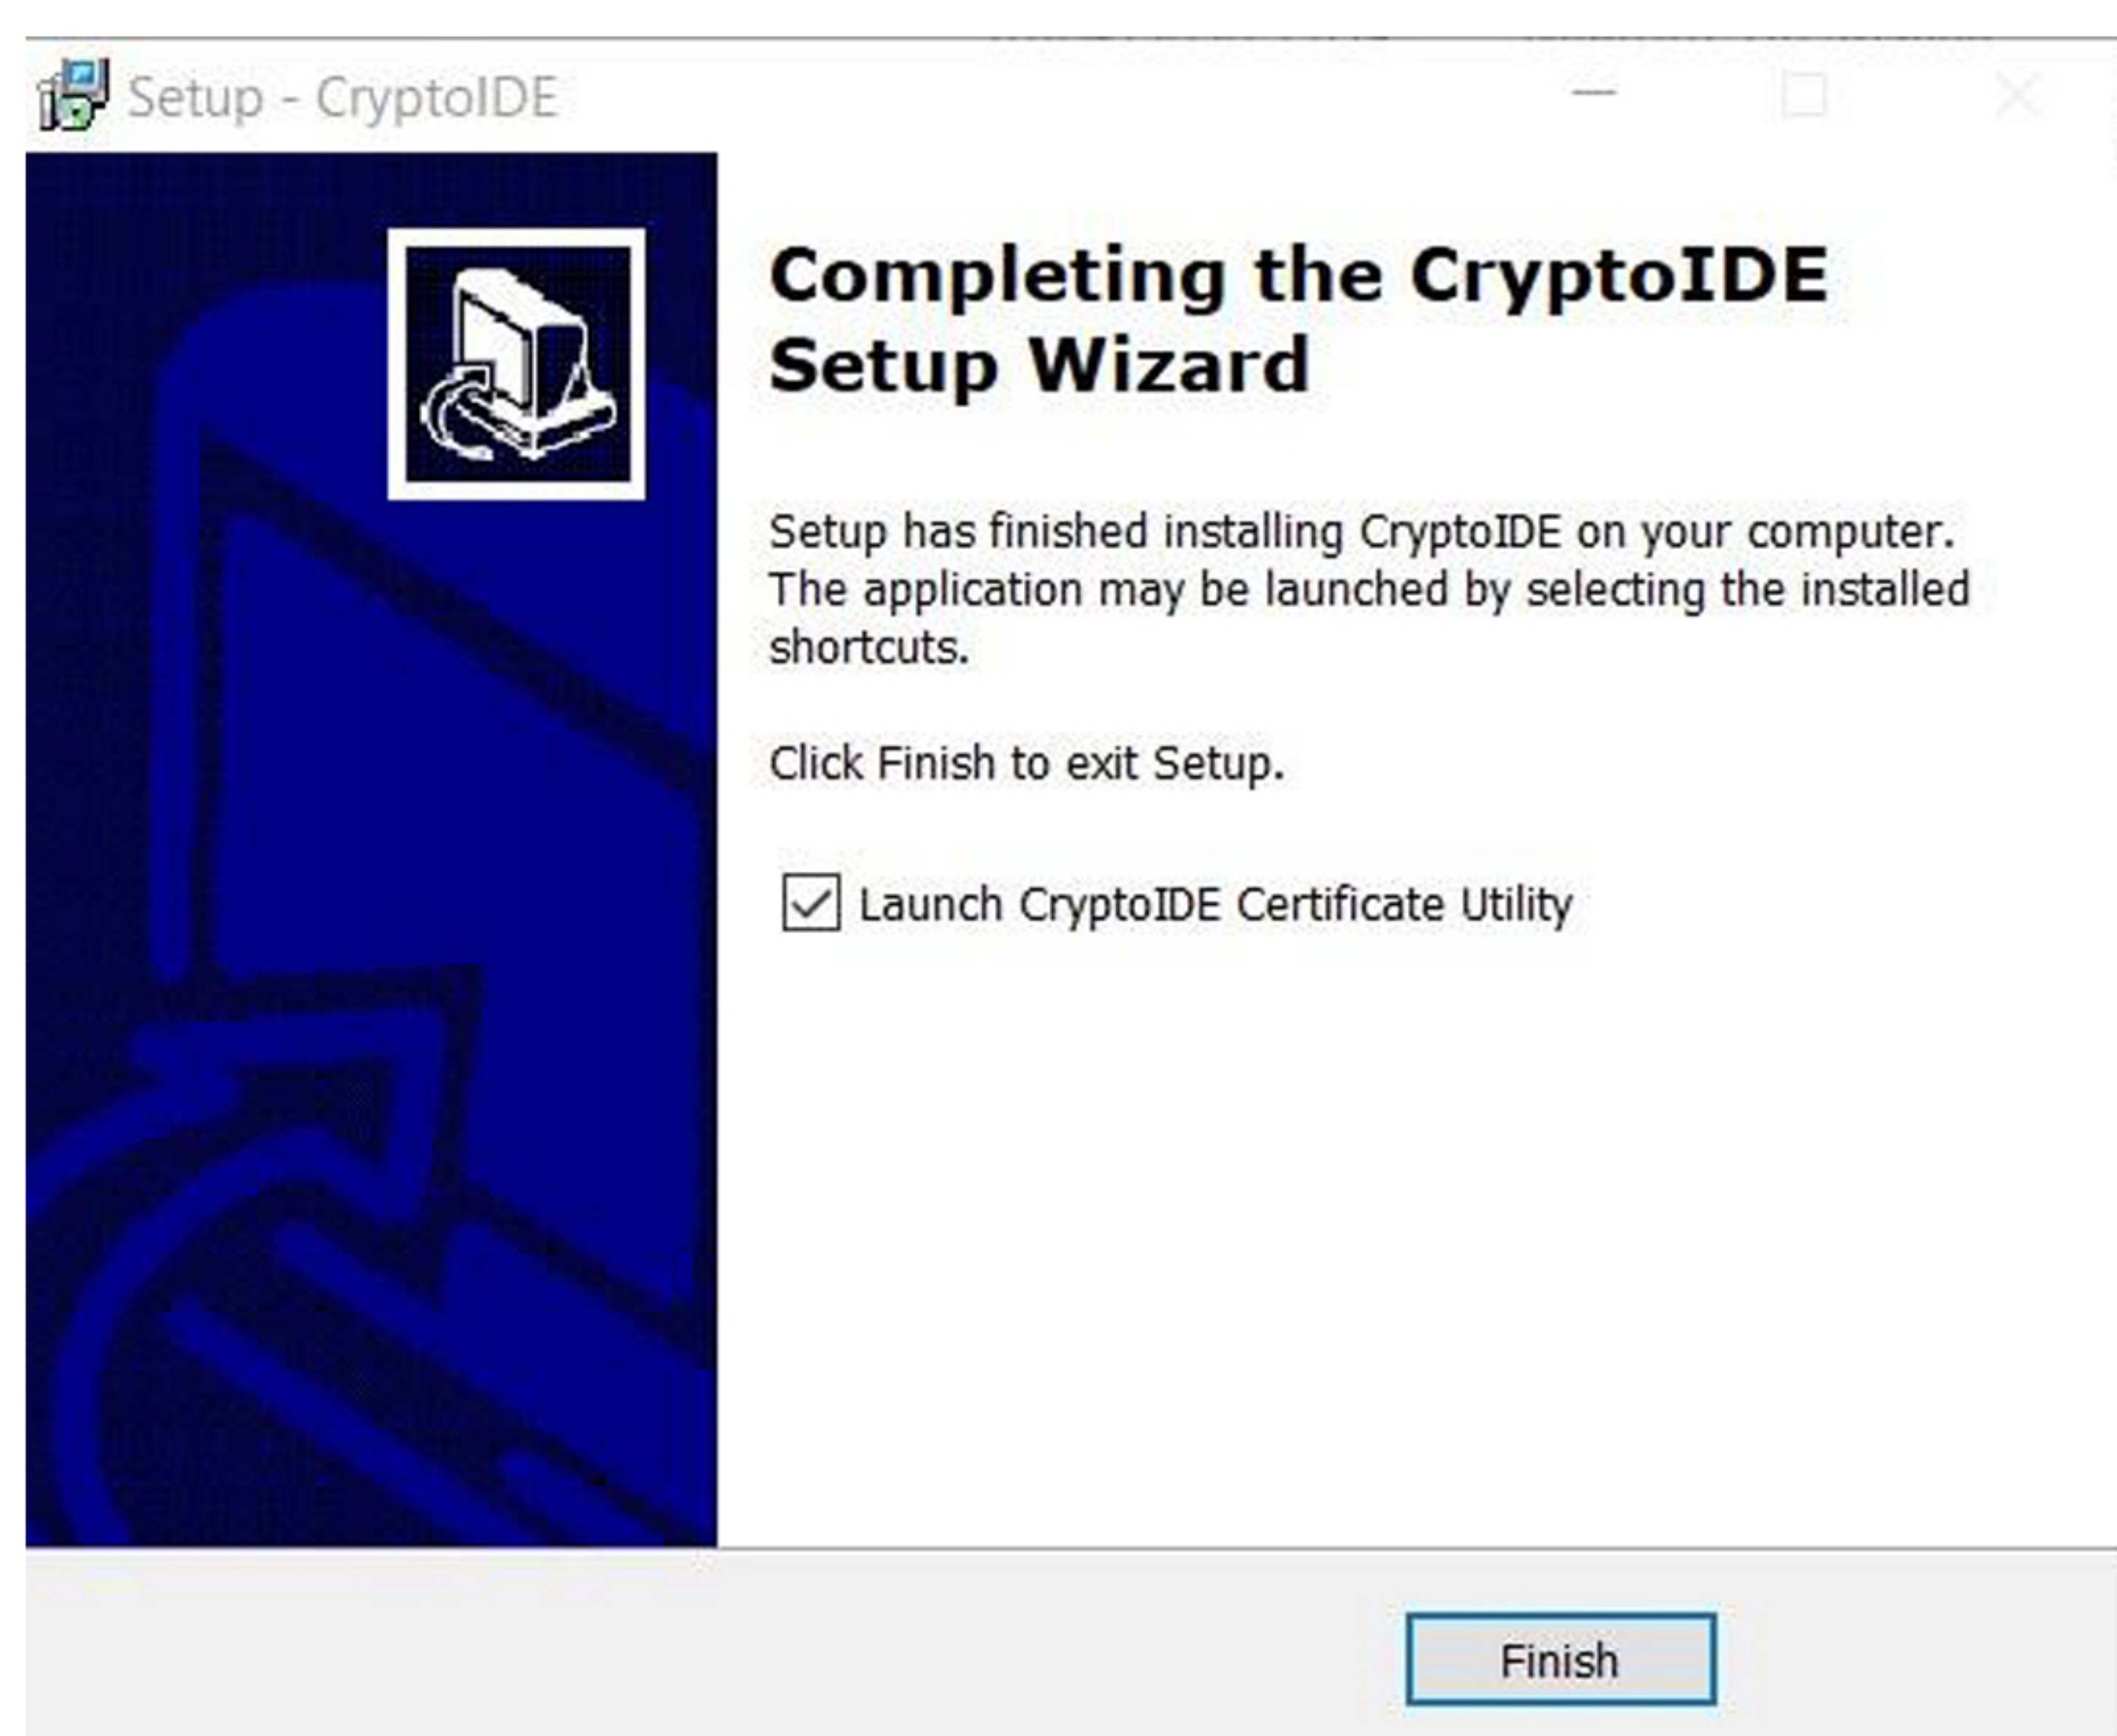 Setup - CryptoIDE
Completing the CryptoIDE
Setup Wizard
Setup has finished installing CryptoIDE on your computer.
The application may be launched by selecting the installed
shortcuts.
Click Finish to exit Setup.
Launch CryptoIDE Certificate Utility
Finish